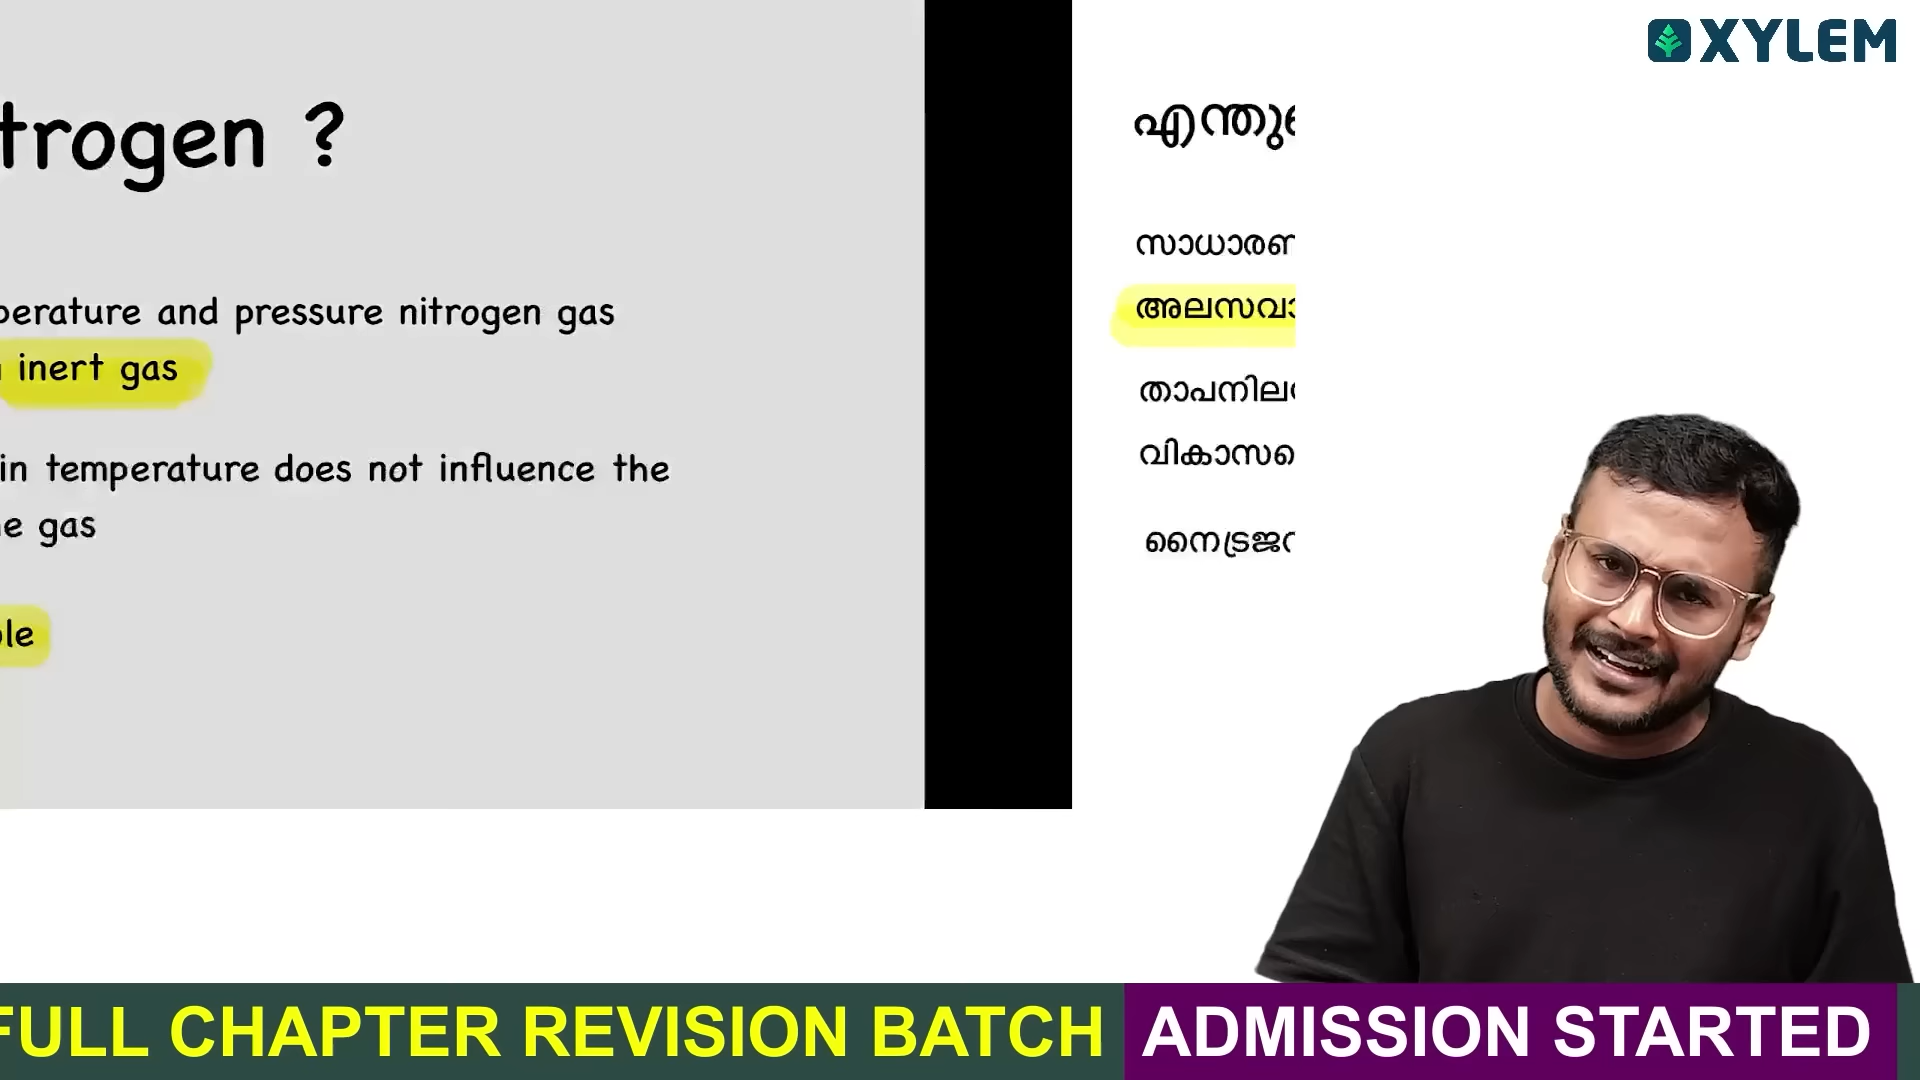 XYLEM
trogen ?
perature and pressure nitrogen gas
inert gas
in temperature does not influence the
e gas
ble
എന്തു
സാധാരണ
അലസവാ
താപനില
വികാസ
നൈട്രജ
FULL CHAPTER REVISION BATCH
ADMISSION STARTED